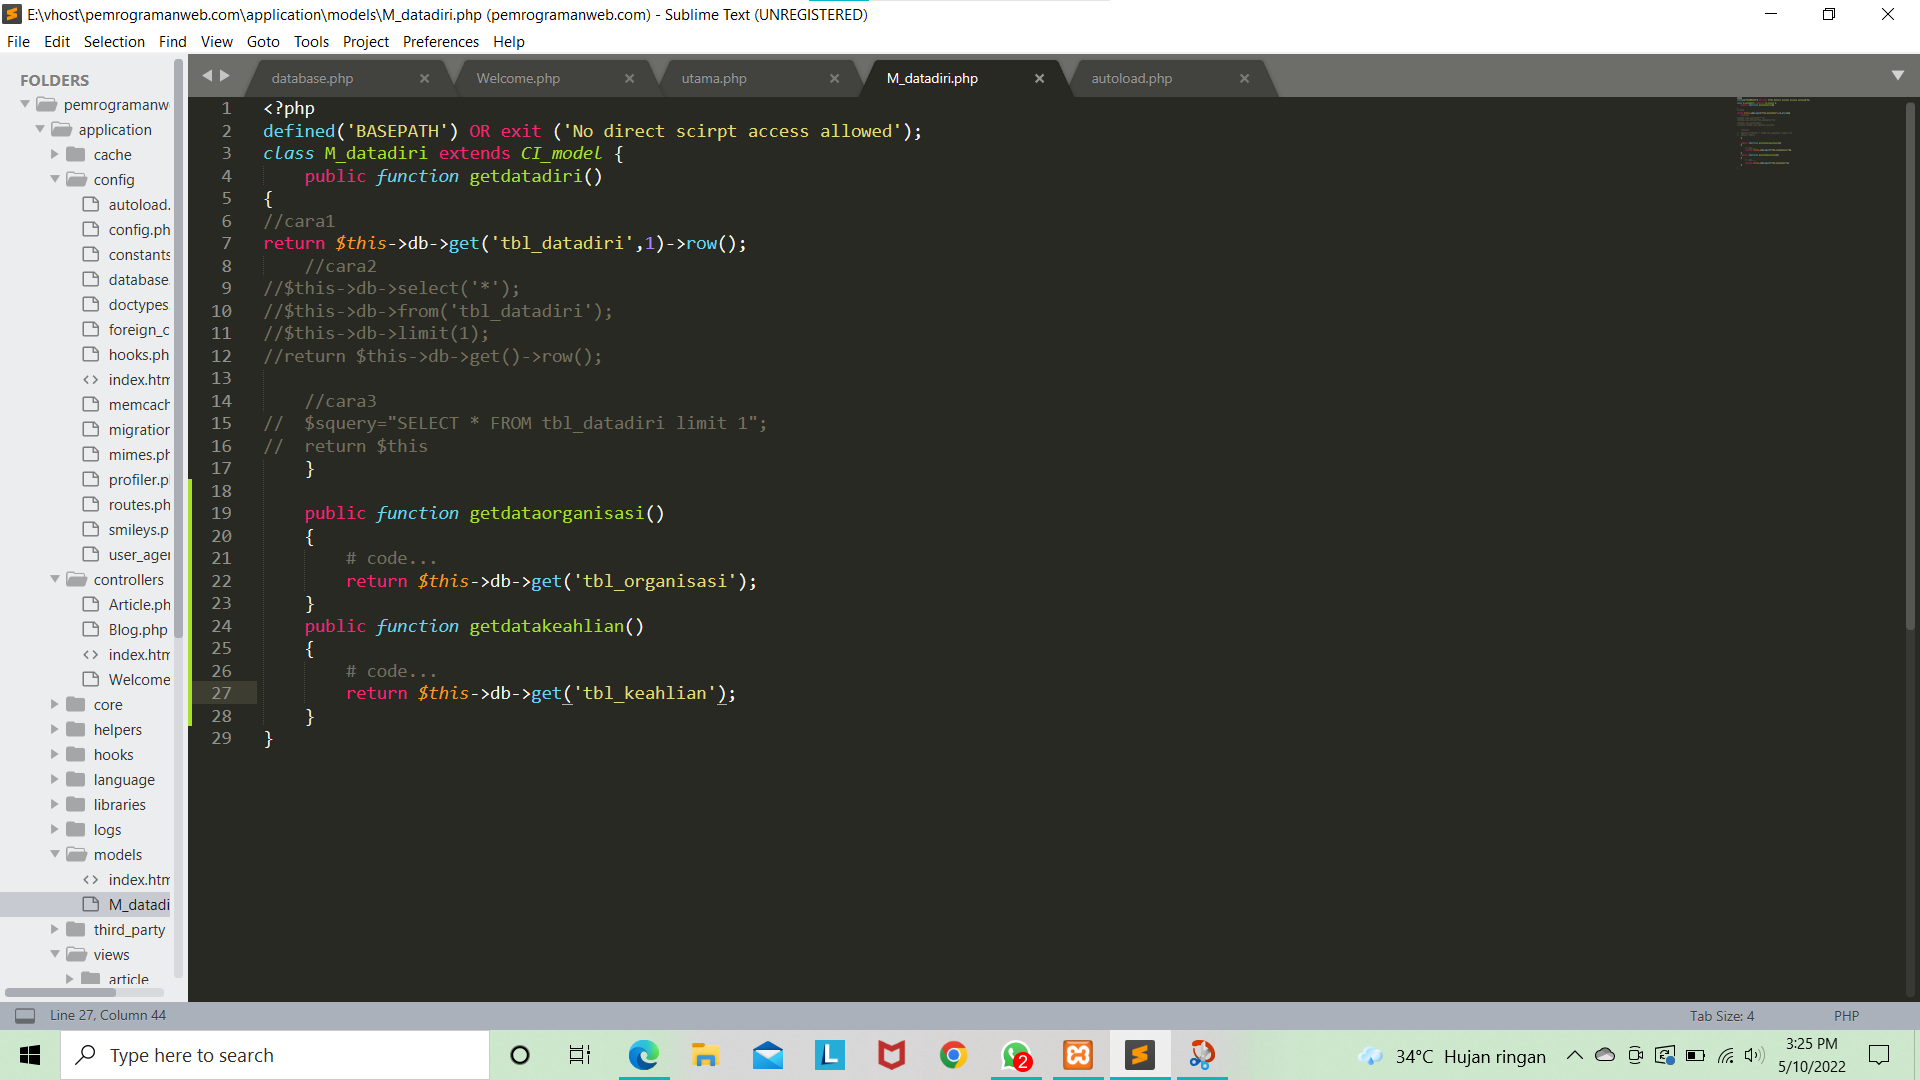 E:\vhost\pemrogramanweb.com\application\models\M_datadiri.php (pemrogramanweb.com) - Sublime Text (UNREGISTERED)
File Edit Selection Find View Goto Tools Project Preferences Help
FOLDERS
pemrogramanw
application
cache
config
autoload.
config.ph
constants
database.
doctypes
foreign_c
hooks.ph
index.htm
memcach
migration
mimes.ph
profiler.p
routes.ph
smileys.p
user_agen
controllers
Article.ph
Blog.php
index.htm
Welcome
core
helpers
hooks
language
libraries
logs
models
index.htm
M_datadi
third_party
views
article
database.php Welcome.php utama.php M_datadiri.php autoload.php
1 <?php
2 defined('BASEPATH') OR exit ('No direct scirpt access allowed');
3 class M_datadiri extends CI_model {
4 public function getdatadiri()
5 {
6 //cara1
7 return $this->db->get('tbl_datadiri',1)->row();
8 //cara2
9 //$this->db->select('*');
10 //$this->db->from('tbl_datadiri');
11 //$this->db->limit(1);
12 //return $this->db->get()->row();
13
14 //cara3
15 // $squery="SELECT * FROM tbl_datadiri limit 1";
16 // return $this
17 }
18
19 public function getdataorganisasi()
20 {
21 # code...
22 return $this->db->get('tbl_organisasi');
23 }
24 public function getdatakeahlian()
25 {
26 # code...
27 return $this->db->get('tbl_keahlian');
28 }
29 }
Line 27, Column 44 Tab Size: 4 PHP
Type here to search
L
2
34°C Hujan ringan
3:25 PM
5/10/2022